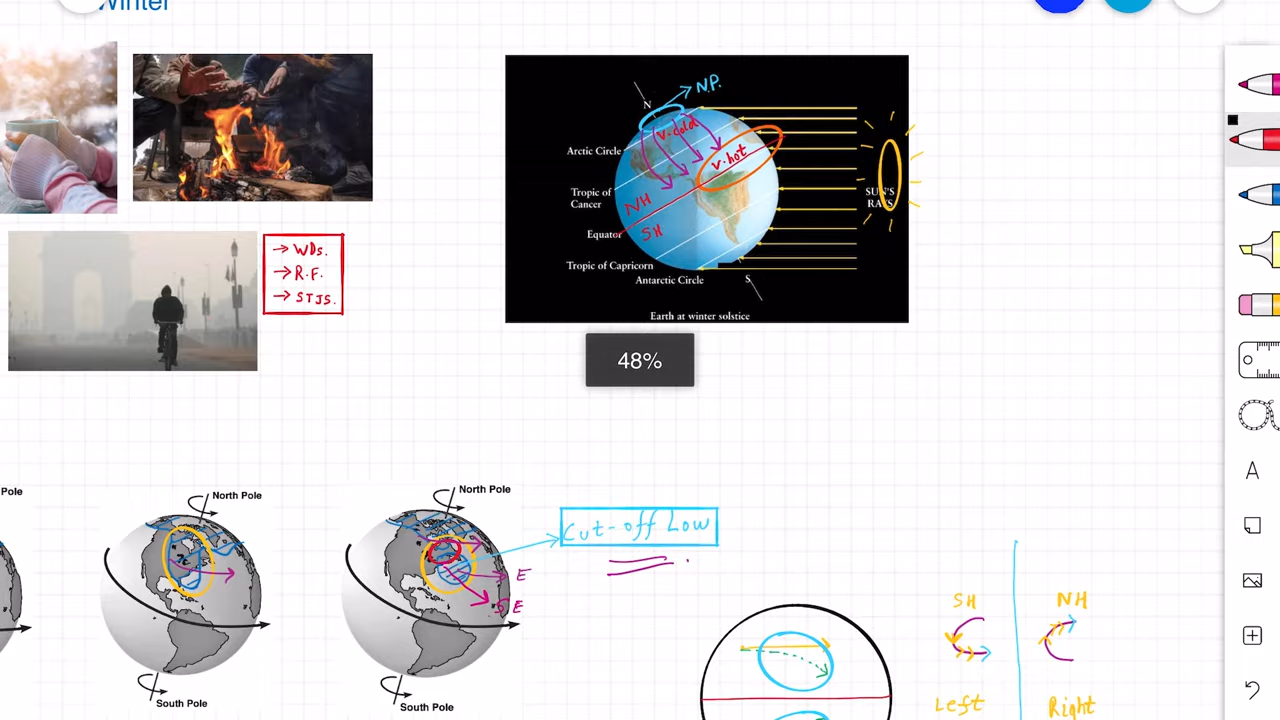 Winter
→ WDs.
→ R.F.
→ STJS.
N
→ N.P.
v.cold
Arctic Circle
v.hot
Tropic of
Cancer
NH
SUN'S
RAYS
Equator
SH
Tropic of Capricorn
Antarctic Circle
S
Earth at winter solstice
48%
Pole
North Pole
North Pole
Cut-off Low
E
SE
South Pole
South Pole
SH
NH
Left
Right
A